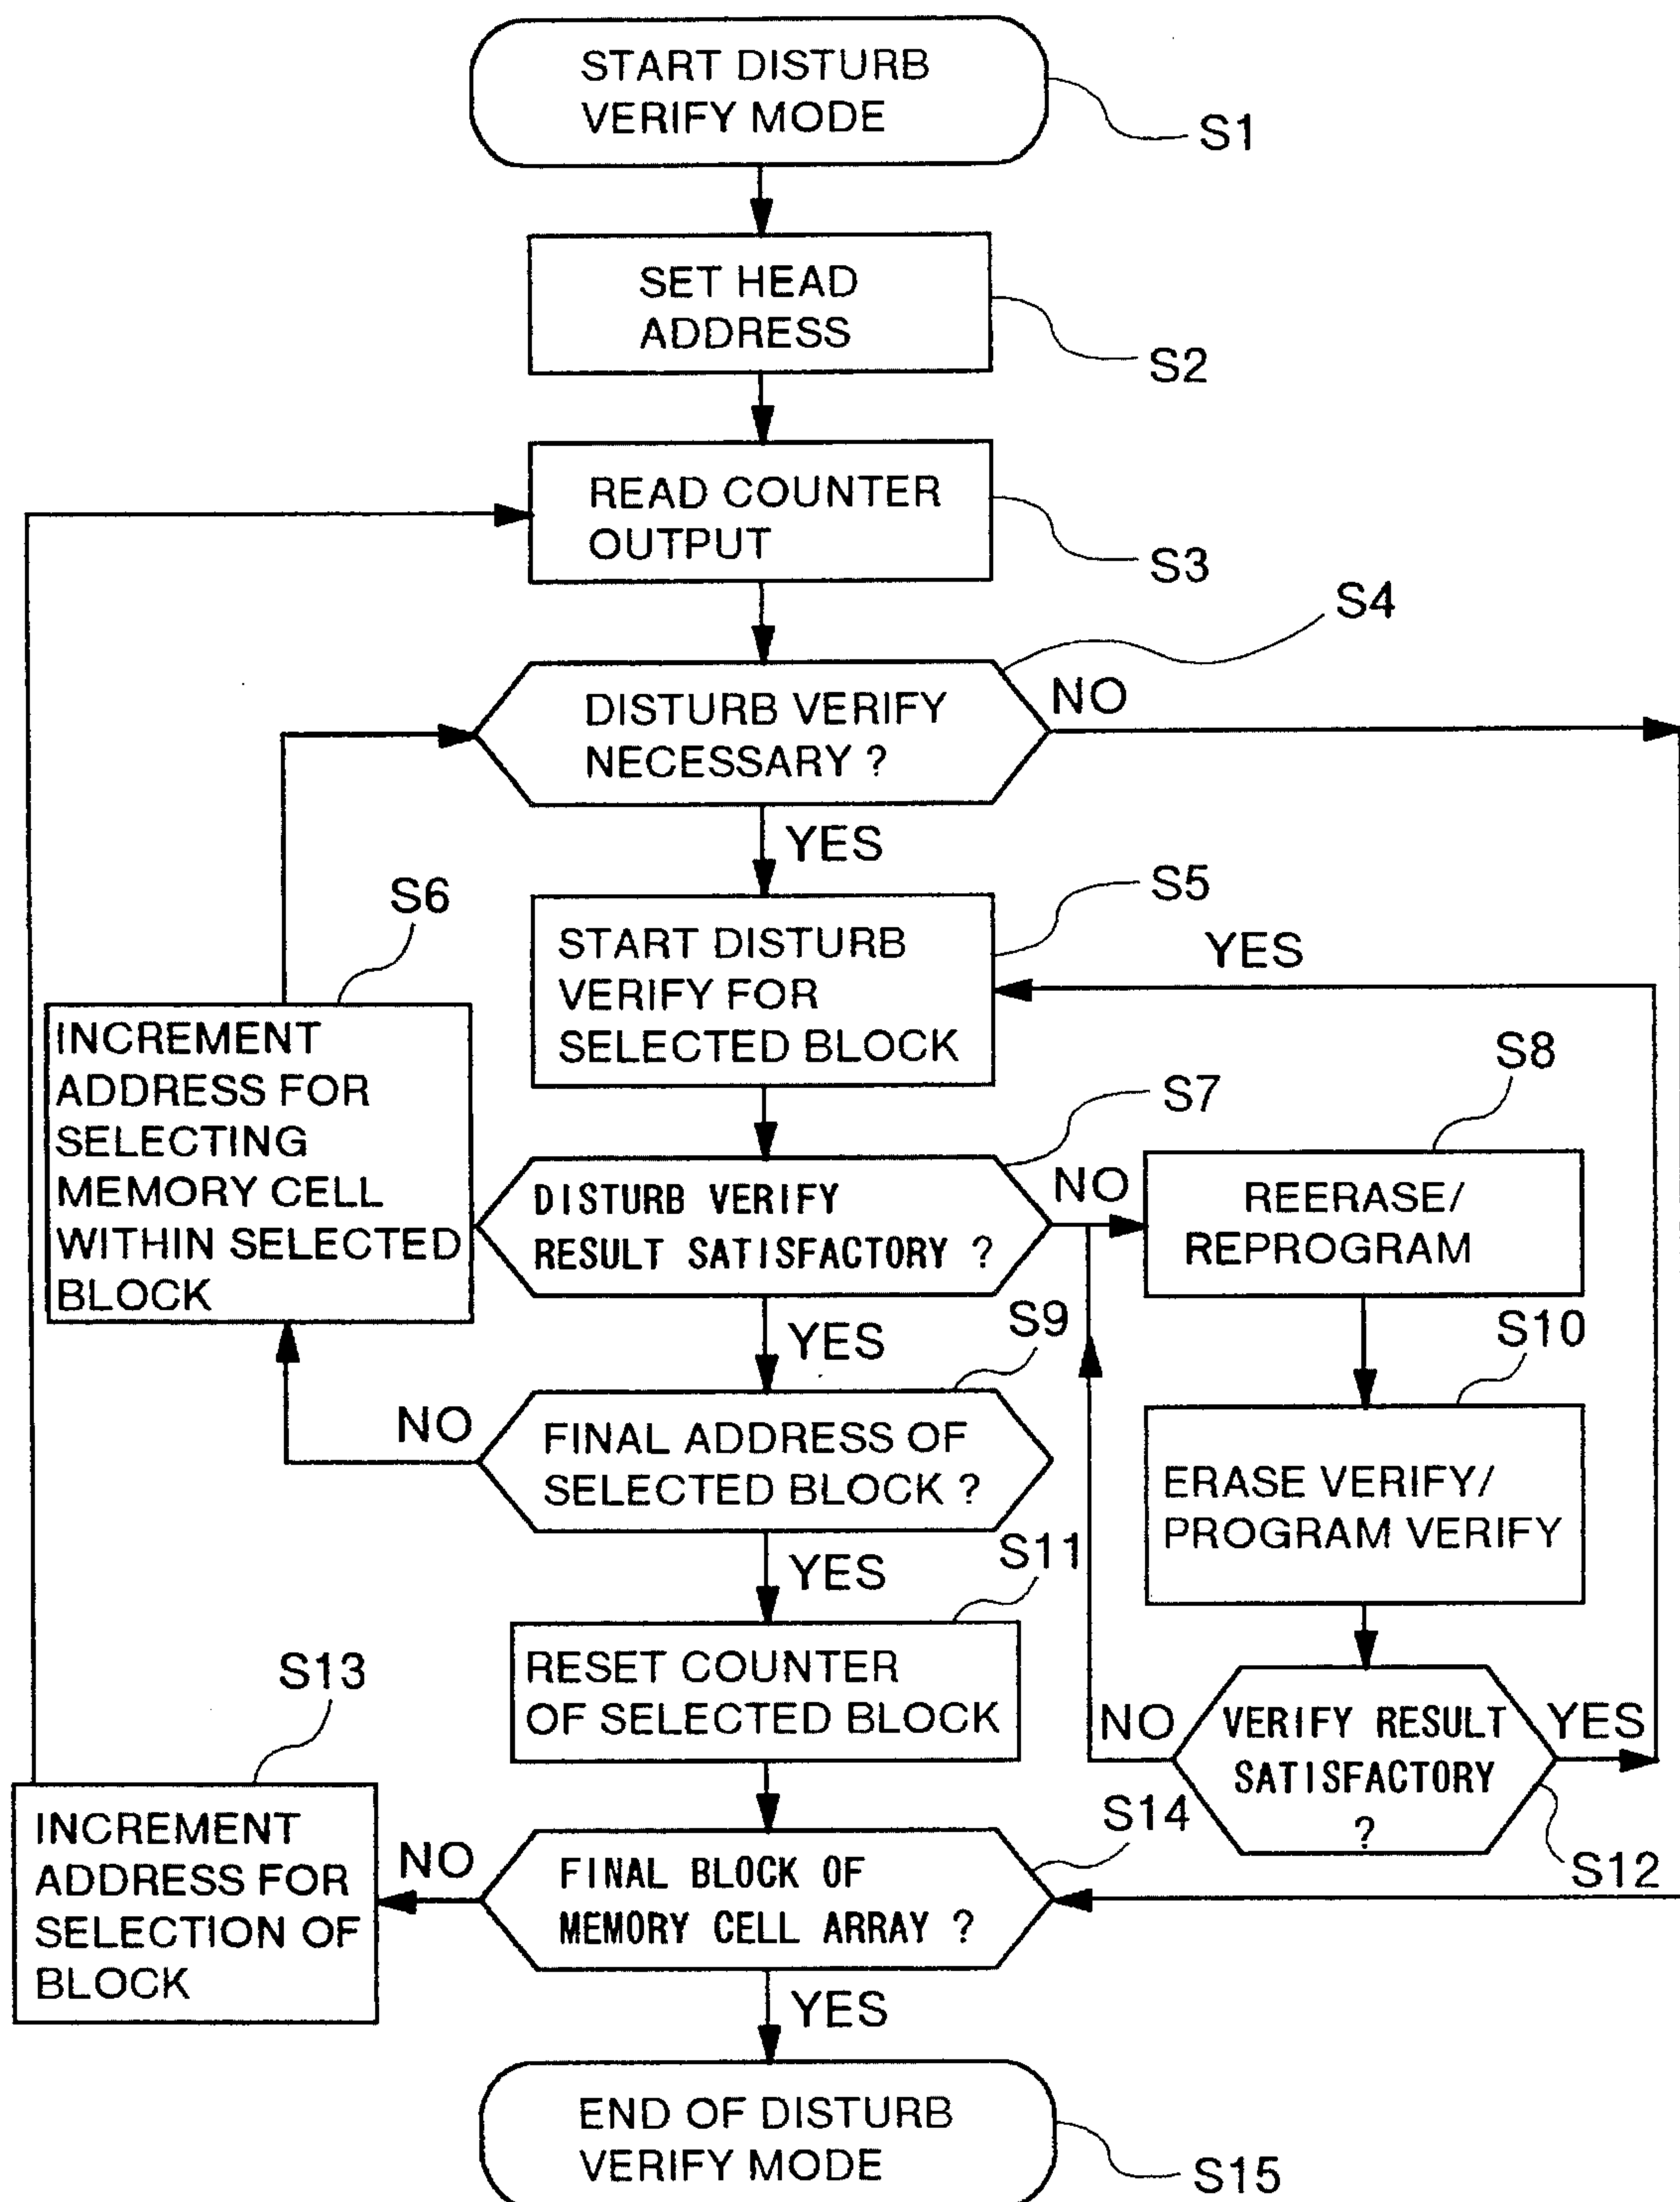 START DISTURB
VERIFY MODE
S1
SET HEAD
ADDRESS
S2
READ COUNTER
OUTPUT
S3
S4
DISTURB VERIFY
NECESSARY ?
NO
YES
S5
START DISTURB
VERIFY FOR
SELECTED BLOCK
YES
S6
INCREMENT
ADDRESS FOR
SELECTING
MEMORY CELL
WITHIN SELECTED
BLOCK
S7
DISTURB VERIFY
RESULT SATISFACTORY ?
NO
YES
S8
REERASE/
REPROGRAM
S9
FINAL ADDRESS OF
SELECTED BLOCK ?
NO
YES
S10
ERASE VERIFY/
PROGRAM VERIFY
S11
RESET COUNTER
OF SELECTED BLOCK
NO
VERIFY RESULT
SATISFACTORY
?
YES
S12
S13
INCREMENT
ADDRESS FOR
SELECTION OF
BLOCK
NO
S14
FINAL BLOCK OF
MEMORY CELL ARRAY ?
YES
END OF DISTURB
VERIFY MODE
S15